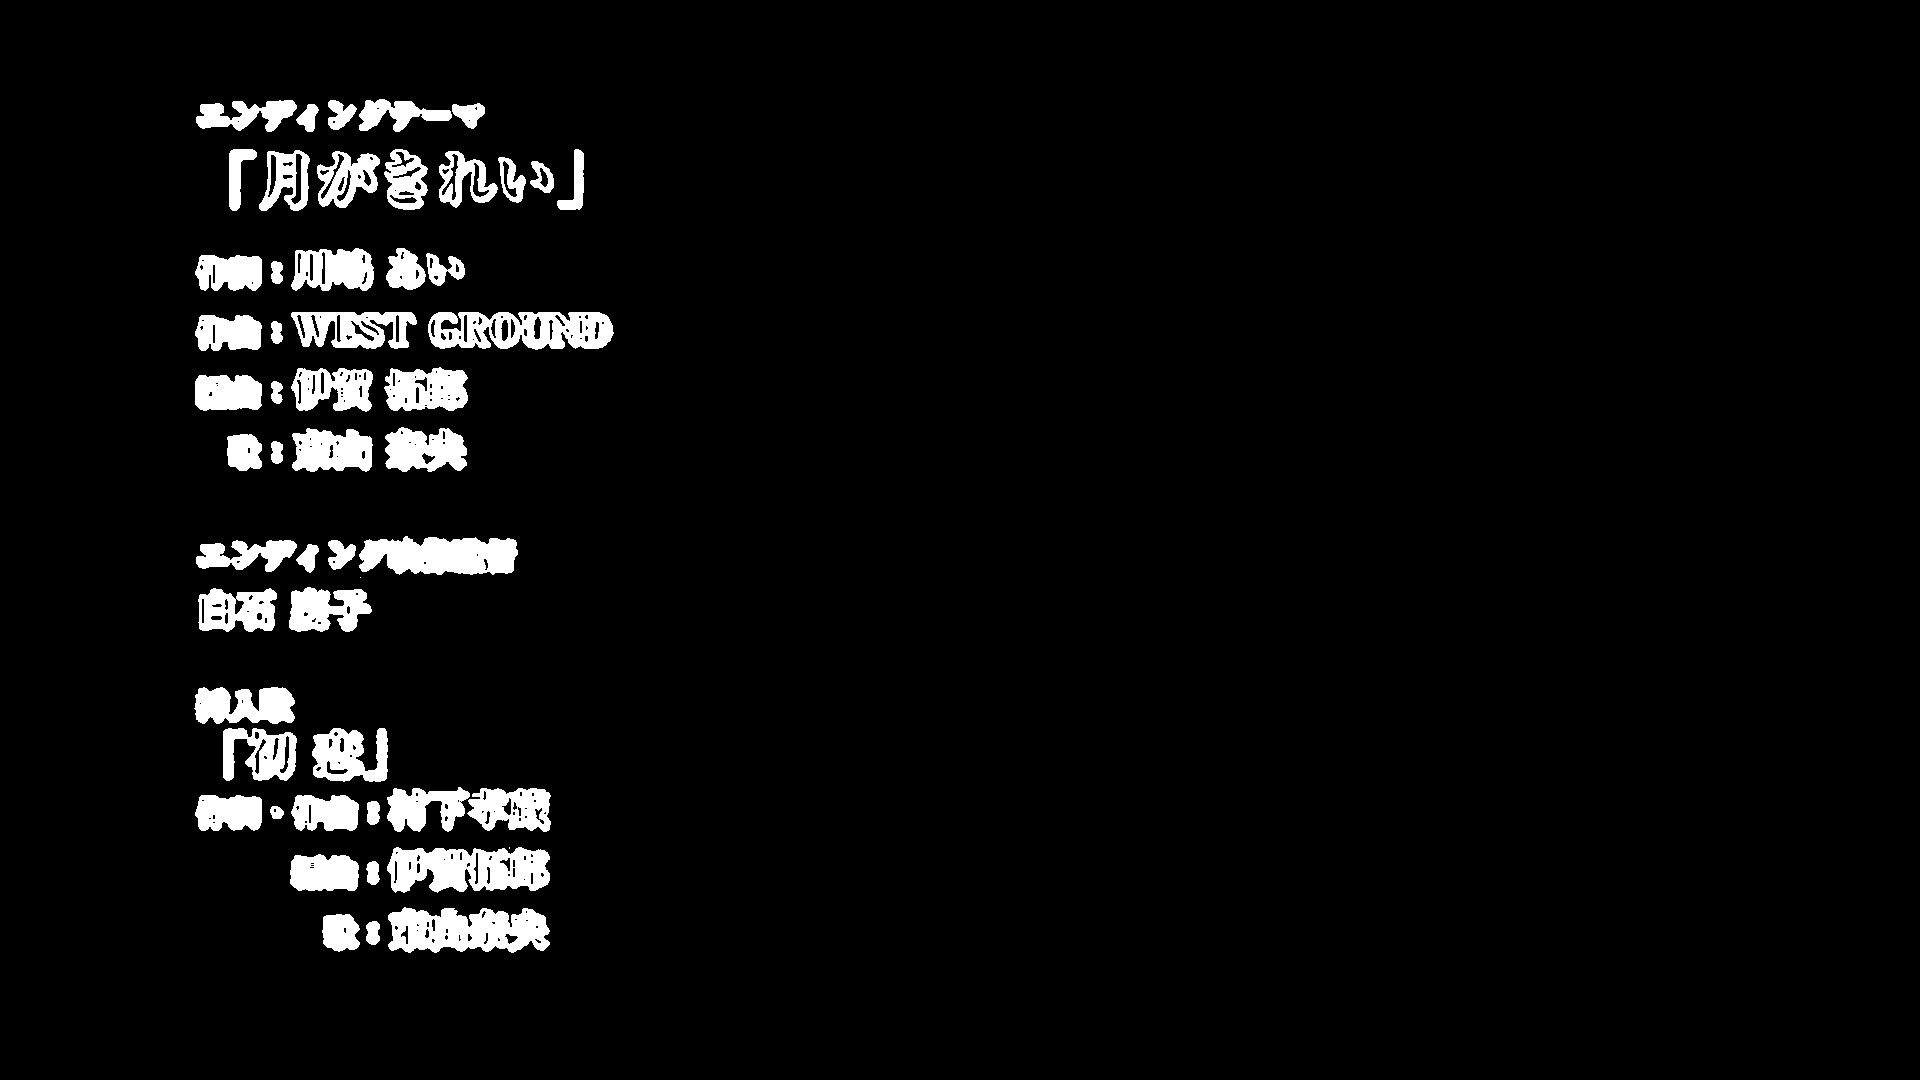 エンディングテーマ
「月がきれい」
作詞：川嶋 あい
作曲：WEST GROUND
編曲：伊賀 拓郎
歌：東山 奈央
エンディング映像監督
白石 慶子
挿入歌
「初恋」
作詞・作曲：村下孝蔵
編曲：伊賀拓郎
歌：東山奈央